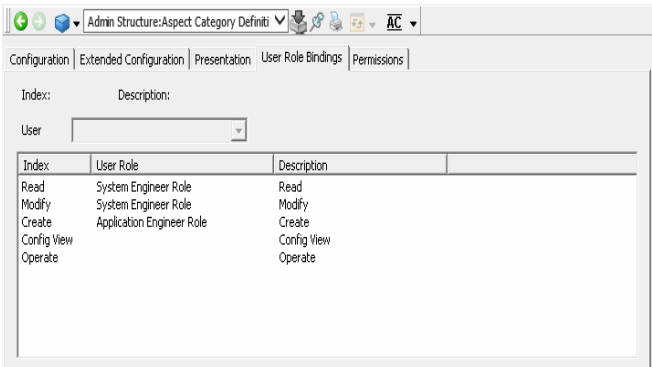 Admin Structure:Aspect Category Definiti
AC
Configuration Extended Configuration Presentation User Role Bindings Permissions
Index: Description:
User
Index User Role Description
Read System Engineer Role Read
Modify System Engineer Role Modify
Create Application Engineer Role Create
Config View Config View
Operate Operate